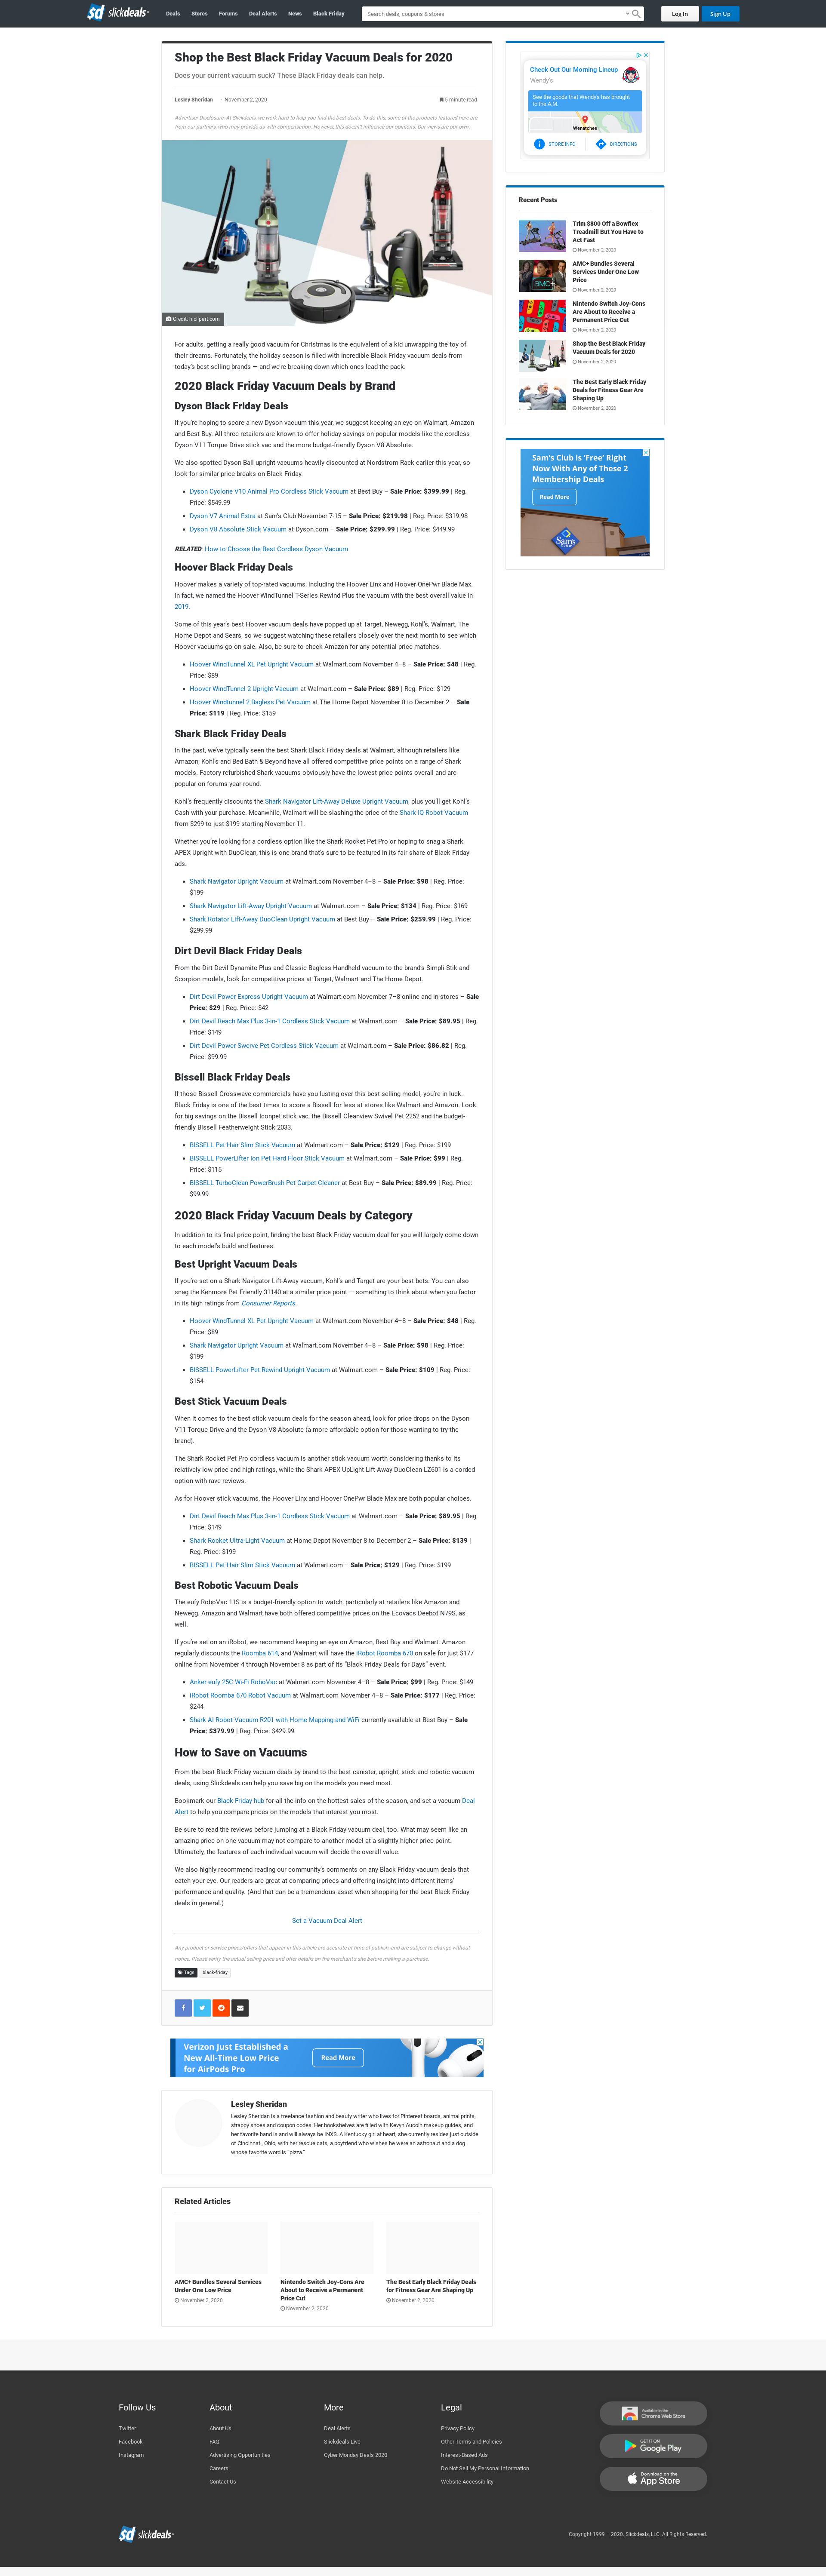 slickdeals
Deals Stores Forums Deal Alerts News Black Friday
Search deals, coupons & stores
Log In
Sign Up
Shop the Best Black Friday Vacuum Deals for 2020
Does your current vacuum suck? These Black Friday deals can help.
Lesley Sheridan November 2, 2020
5 minute read
Advertiser Disclosure: At Slickdeals, we work hard to help you find the best deals. To do this, some of the products featured here are
from our partners, who may provide us with compensation. However, this doesn't influence our opinions. Our views are our own.
Credit: hiclipart.com
For adults, getting a really good vacuum for Christmas is the equivalent of a kid unwrapping the toy of
their dreams. Fortunately, the holiday season is filled with incredible Black Friday vacuum deals from
today's best-selling brands — and we're breaking down which ones lead the pack.
2020 Black Friday Vacuum Deals by Brand
Dyson Black Friday Deals
If you're hoping to score a new Dyson vacuum this year, we suggest keeping an eye on Walmart, Amazon
and Best Buy. All three retailers are known to offer holiday savings on popular models like the cordless
Dyson V11 Torque Drive stick vac and the more budget-friendly Dyson V8 Absolute.
We also spotted Dyson Ball upright vacuums heavily discounted at Nordstrom Rack earlier this year, so
look for similar price breaks on Black Friday.
Dyson Cyclone V10 Animal Pro Cordless Stick Vacuum at Best Buy – Sale Price: $399.99 | Reg.
Price: $549.99
Dyson V7 Animal Extra at Sam's Club November 7-15 – Sale Price: $219.98 | Reg. Price: $319.98
Dyson V8 Absolute Stick Vacuum at Dyson.com – Sale Price: $299.99 | Reg. Price: $449.99
RELATED: How to Choose the Best Cordless Dyson Vacuum
Hoover Black Friday Deals
Hoover makes a variety of top-rated vacuums, including the Hoover Linx and Hoover OnePwr Blade Max.
In fact, we named the Hoover WindTunnel T-Series Rewind Plus the vacuum with the best overall value in
2019.
Some of this year's best Hoover vacuum deals have popped up at Target, Newegg, Kohl's, Walmart, The
Home Depot and Sears, so we suggest watching these retailers closely over the next month to see which
Hoover vacuums go on sale. Also, be sure to check Amazon for any potential price matches.
Hoover WindTunnel XL Pet Upright Vacuum at Walmart.com November 4–8 – Sale Price: $48 | Reg.
Price: $89
Hoover WindTunnel 2 Upright Vacuum at Walmart.com – Sale Price: $89 | Reg. Price: $129
Hoover Windtunnel 2 Bagless Pet Vacuum at The Home Depot November 8 to December 2 – Sale
Price: $119 | Reg. Price: $159
Shark Black Friday Deals
In the past, we've typically seen the best Shark Black Friday deals at Walmart, although retailers like
Amazon, Kohl's and Bed Bath & Beyond have all offered competitive price points on a range of Shark
models. Factory refurbished Shark vacuums obviously have the lowest price points overall and are
popular on forums year-round.
Kohl's frequently discounts the Shark Navigator Lift-Away Deluxe Upright Vacuum, plus you'll get Kohl's
Cash with your purchase. Meanwhile, Walmart will be slashing the price of the Shark IQ Robot Vacuum
from $299 to just $199 starting November 11.
Whether you're looking for a cordless option like the Shark Rocket Pet Pro or hoping to snag a Shark
APEX Upright with DuoClean, this is one brand that's sure to be featured in its fair share of Black Friday
ads.
Shark Navigator Upright Vacuum at Walmart.com November 4–8 – Sale Price: $98 | Reg. Price:
$199
Shark Navigator Lift-Away Upright Vacuum at Walmart.com – Sale Price: $134 | Reg. Price: $169
Shark Rotator Lift-Away DuoClean Upright Vacuum at Best Buy – Sale Price: $259.99 | Reg. Price:
$299.99
Dirt Devil Black Friday Deals
From the Dirt Devil Dynamite Plus and Classic Bagless Handheld vacuum to the brand's Simpli-Stik and
Scorpion models, look for competitive prices at Target, Walmart and The Home Depot.
Dirt Devil Power Express Upright Vacuum at Walmart.com November 7–8 online and in-stores – Sale
Price: $29 | Reg. Price: $42
Dirt Devil Reach Max Plus 3-in-1 Cordless Stick Vacuum at Walmart.com – Sale Price: $89.95 | Reg.
Price: $149
Dirt Devil Power Swerve Pet Cordless Stick Vacuum at Walmart.com – Sale Price: $86.82 | Reg.
Price: $99.99
Bissell Black Friday Deals
If those Bissell Crosswave commercials have you lusting over this best-selling model, you're in luck.
Black Friday is one of the best times to score a Bissell for less at stores like Walmart and Amazon. Look
for big savings on the Bissell Iconpet stick vac, the Bissell Cleanview Swivel Pet 2252 and the budget-
friendly Bissell Featherweight Stick 2033.
BISSELL Pet Hair Slim Stick Vacuum at Walmart.com – Sale Price: $129 | Reg. Price: $199
BISSELL PowerLifter Ion Pet Hard Floor Stick Vacuum at Walmart.com – Sale Price: $99 | Reg.
Price: $115
BISSELL TurboClean PowerBrush Pet Carpet Cleaner at Best Buy – Sale Price: $89.99 | Reg. Price:
$99.99
2020 Black Friday Vacuum Deals by Category
In addition to its final price point, finding the best Black Friday vacuum deal for you will largely come down
to each model's build and features.
Best Upright Vacuum Deals
If you're set on a Shark Navigator Lift-Away vacuum, Kohl's and Target are your best bets. You can also
snag the Kenmore Pet Friendly 31140 at a similar price point — something to think about when you factor
in its high ratings from Consumer Reports.
Hoover WindTunnel XL Pet Upright Vacuum at Walmart.com November 4–8 – Sale Price: $48 | Reg.
Price: $89
Shark Navigator Upright Vacuum at Walmart.com November 4–8 – Sale Price: $98 | Reg. Price:
$199
BISSELL PowerLifter Pet Rewind Upright Vacuum at Walmart.com – Sale Price: $109 | Reg. Price:
$154
Best Stick Vacuum Deals
When it comes to the best stick vacuum deals for the season ahead, look for price drops on the Dyson
V11 Torque Drive and the Dyson V8 Absolute (a more affordable option for those wanting to try the
brand).
The Shark Rocket Pet Pro cordless vacuum is another stick vacuum worth considering thanks to its
relatively low price and high ratings, while the Shark APEX UpLight Lift-Away DuoClean LZ601 is a corded
option with rave reviews.
As for Hoover stick vacuums, the Hoover Linx and Hoover OnePwr Blade Max are both popular choices.
Dirt Devil Reach Max Plus 3-in-1 Cordless Stick Vacuum at Walmart.com – Sale Price: $89.95 | Reg.
Price: $149
Shark Rocket Ultra-Light Vacuum at Home Depot November 8 to December 2 – Sale Price: $139 |
Reg. Price: $199
BISSELL Pet Hair Slim Stick Vacuum at Walmart.com – Sale Price: $129 | Reg. Price: $199
Best Robotic Vacuum Deals
The eufy RoboVac 11S is a budget-friendly option to watch, particularly at retailers like Amazon and
Newegg. Amazon and Walmart have both offered competitive prices on the Ecovacs Deebot N79S, as
well.
If you're set on an iRobot, we recommend keeping an eye on Amazon, Best Buy and Walmart. Amazon
regularly discounts the Roomba 614, and Walmart will have the iRobot Roomba 670 on sale for just $177
online from November 4 through November 8 as part of its "Black Friday Deals for Days" event.
Anker eufy 25C Wi-Fi RoboVac at Walmart.com November 4–8 – Sale Price: $99 | Reg. Price: $149
iRobot Roomba 670 Robot Vacuum at Walmart.com November 4–8 – Sale Price: $177 | Reg. Price:
$244
Shark AI Robot Vacuum R201 with Home Mapping and WiFi currently available at Best Buy – Sale
Price: $379.99 | Reg. Price: $429.99
How to Save on Vacuums
From the best Black Friday vacuum deals by brand to the best canister, upright, stick and robotic vacuum
deals, using Slickdeals can help you save big on the models you need most.
Bookmark our Black Friday hub for all the info on the hottest sales of the season, and set a vacuum Deal
Alert to help you compare prices on the models that interest you most.
Be sure to read the reviews before jumping at a Black Friday vacuum deal, too. What may seem like an
amazing price on one vacuum may not compare to another model at a slightly higher price point.
Ultimately, the features of each individual vacuum will decide the overall value.
We also highly recommend reading our community's comments on any Black Friday vacuum deals that
catch your eye. Our readers are great at comparing prices and offering insight into different items'
performance and quality. (And that can be a tremendous asset when shopping for the best Black Friday
deals in general.)
Set a Vacuum Deal Alert
Any product or service prices/offers that appear in this article are accurate at time of publish, and are subject to change without
notice. Please verify the actual selling price and offer details on the merchant's site before making a purchase.
Tags black-friday
Verizon Just Established a
New All-Time Low Price
for AirPods Pro
Read More
Lesley Sheridan
Lesley Sheridan is a freelance fashion and beauty writer who lives for Pinterest boards, animal prints,
strappy shoes and coupon codes. Her bookshelves are filled with Kevyn Aucoin makeup guides, and
her favorite band is and will always be INXS. A Kentucky girl at heart, she currently resides just outside
of Cincinnati, Ohio, with her rescue cats, a boyfriend who wishes he were an astronaut and a dog
whose favorite word is "pizza."
Related Articles
AMC+ Bundles Several Services
Under One Low Price
November 2, 2020
Nintendo Switch Joy-Cons Are
About to Receive a Permanent
Price Cut
November 2, 2020
The Best Early Black Friday Deals
for Fitness Gear Are Shaping Up
November 2, 2020
Check Out Our Morning Lineup
Wendy's
See the goods that Wendy's has brought
to the A.M.
Wenatchee
STORE INFO
DIRECTIONS
Recent Posts
Trim $800 Off a Bowflex
Treadmill But You Have to
Act Fast
November 2, 2020
AMC+
AMC+ Bundles Several
Services Under One Low
Price
November 2, 2020
Nintendo Switch Joy-Cons
Are About to Receive a
Permanent Price Cut
November 2, 2020
Shop the Best Black Friday
Vacuum Deals for 2020
November 2, 2020
The Best Early Black Friday
Deals for Fitness Gear Are
Shaping Up
November 2, 2020
Sam's Club is 'Free' Right
Now With Any of These 2
Membership Deals
Read More
Sam's
Follow Us
Twitter
Facebook
Instagram
About
About Us
FAQ
Advertising Opportunities
Careers
Contact Us
More
Deal Alerts
Slickdeals Live
Cyber Monday Deals 2020
Legal
Privacy Policy
Other Terms and Policies
Interest-Based Ads
Do Not Sell My Personal Information
Website Accessibility
Available in the
Chrome Web Store
GET IT ON
Google Play
Download on the
App Store
slickdeals
Copyright 1999 – 2020. Slickdeals, LLC. All Rights Reserved.